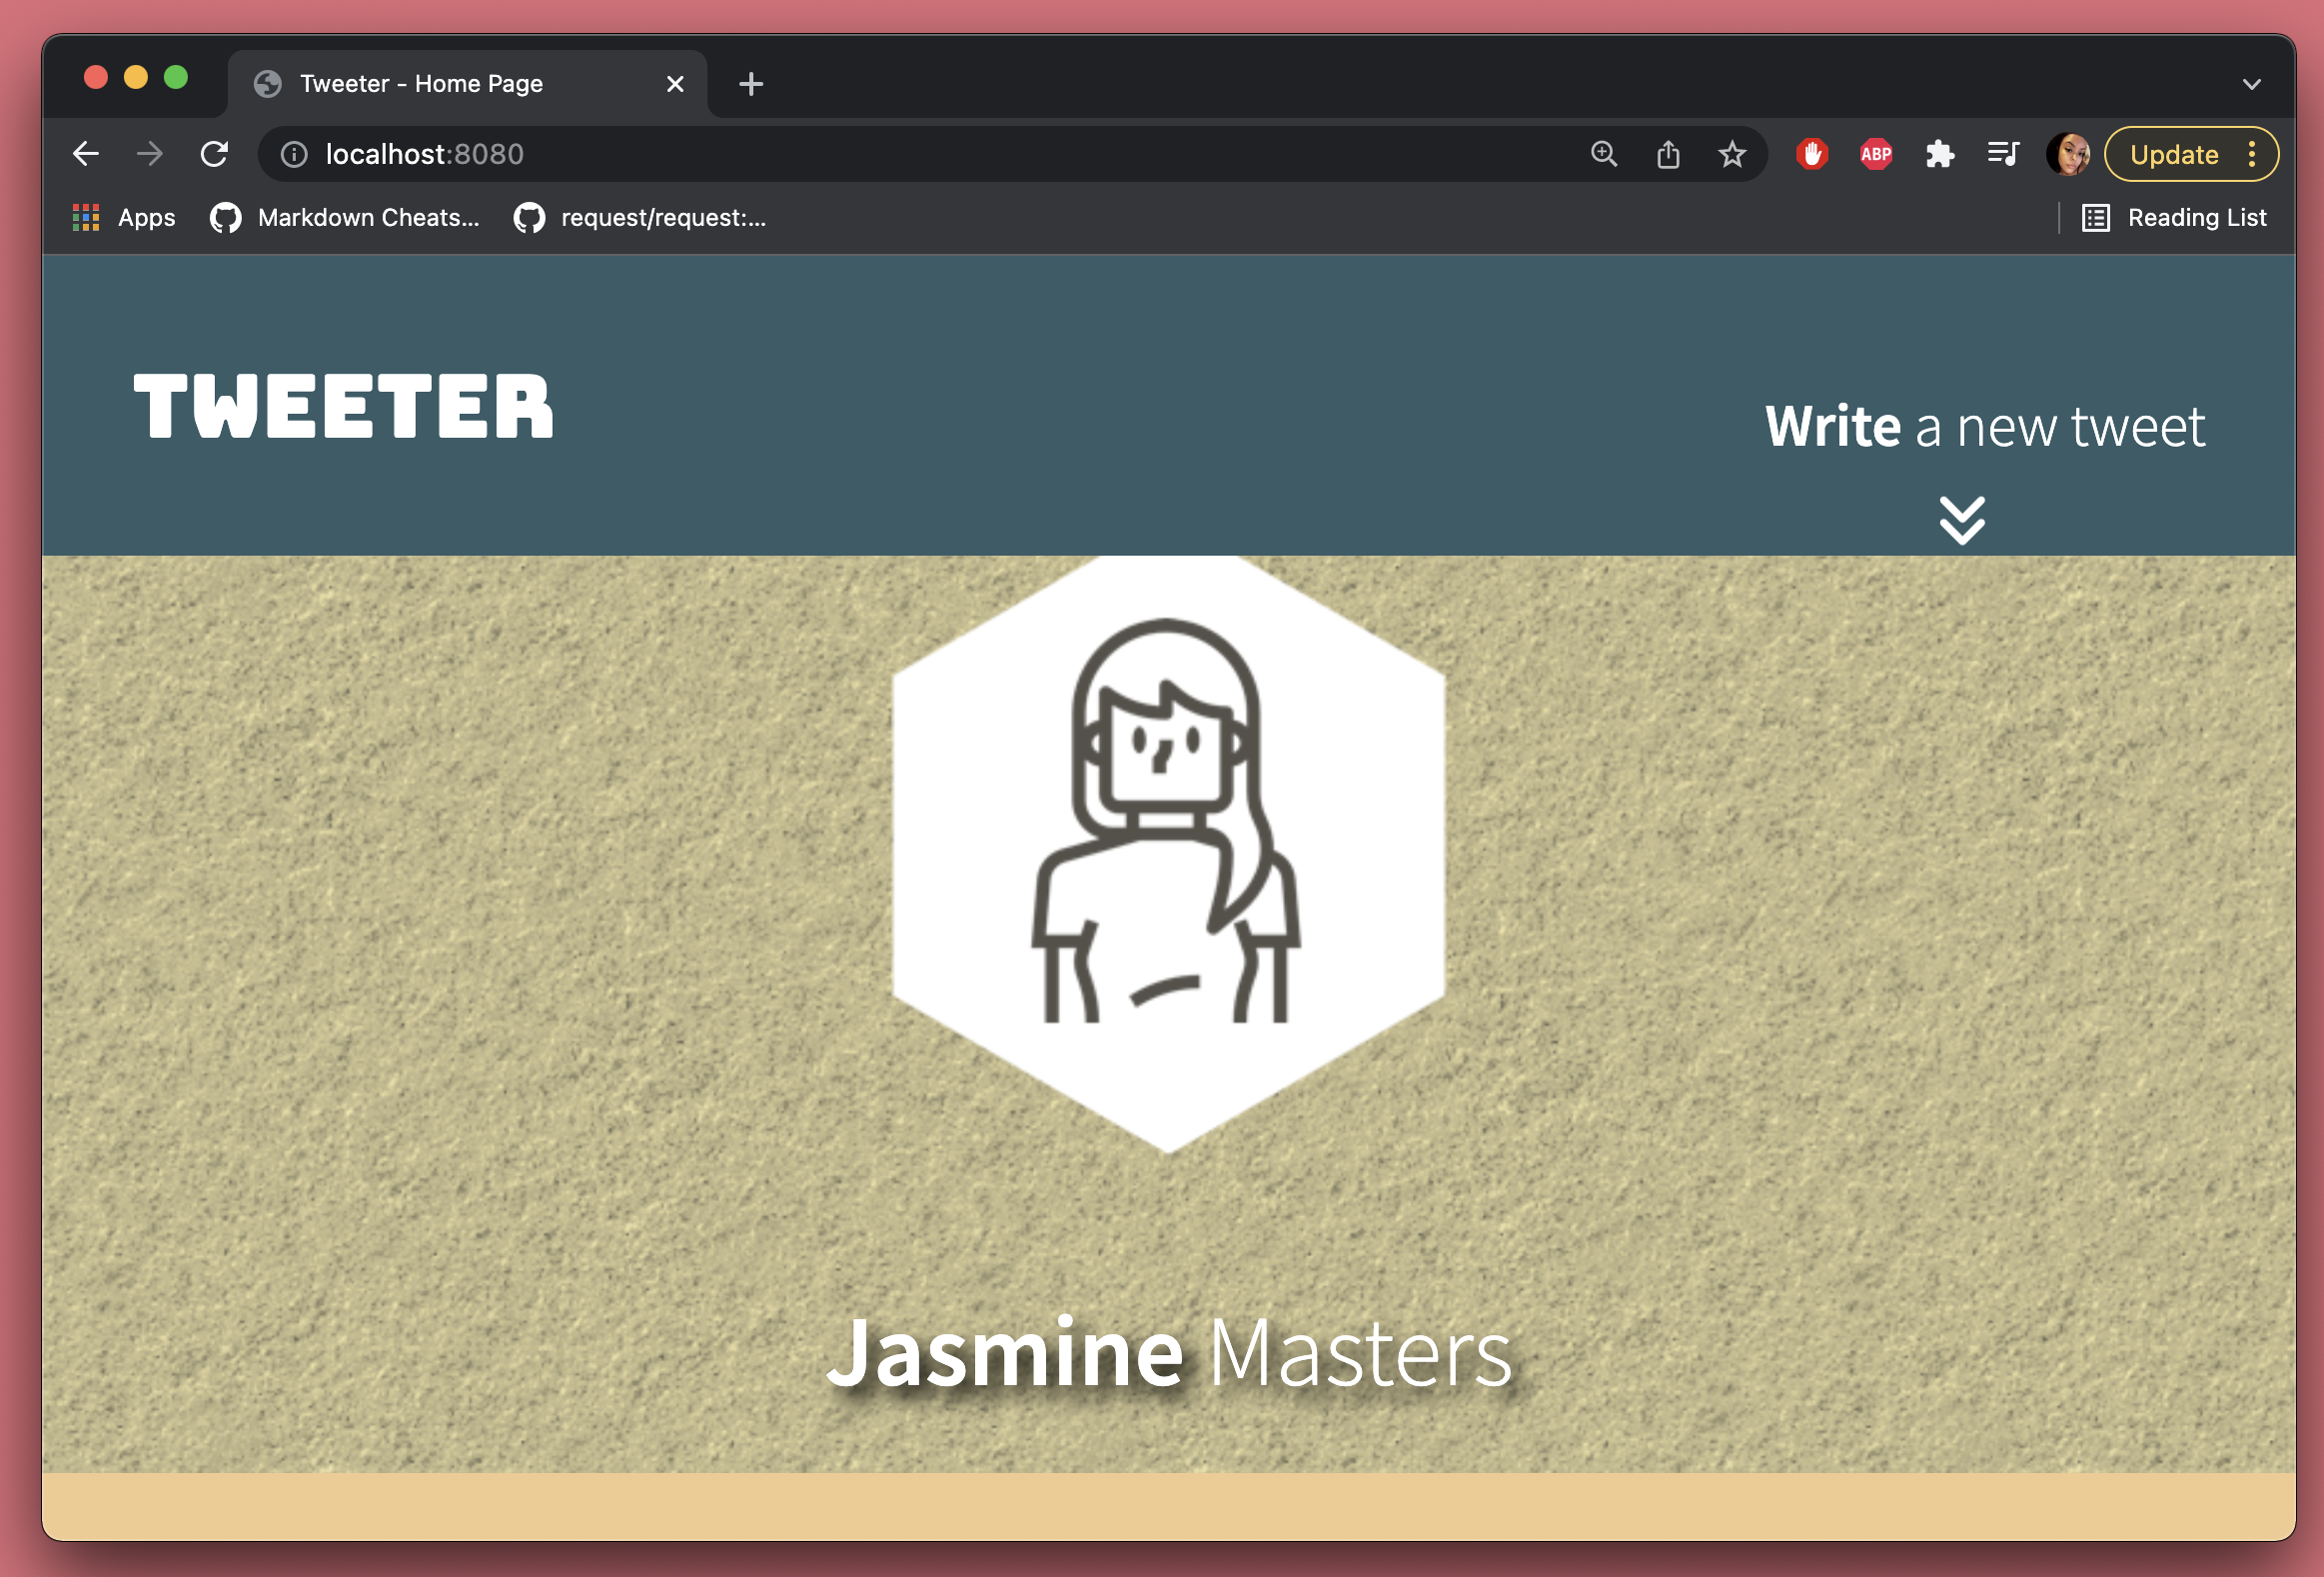 Tweeter - Home Page
localhost:8080
ABP
Update
Apps
Markdown Cheats...
request/request:...
Reading List
TWEETER
Write a new tweet
Jasmine Masters